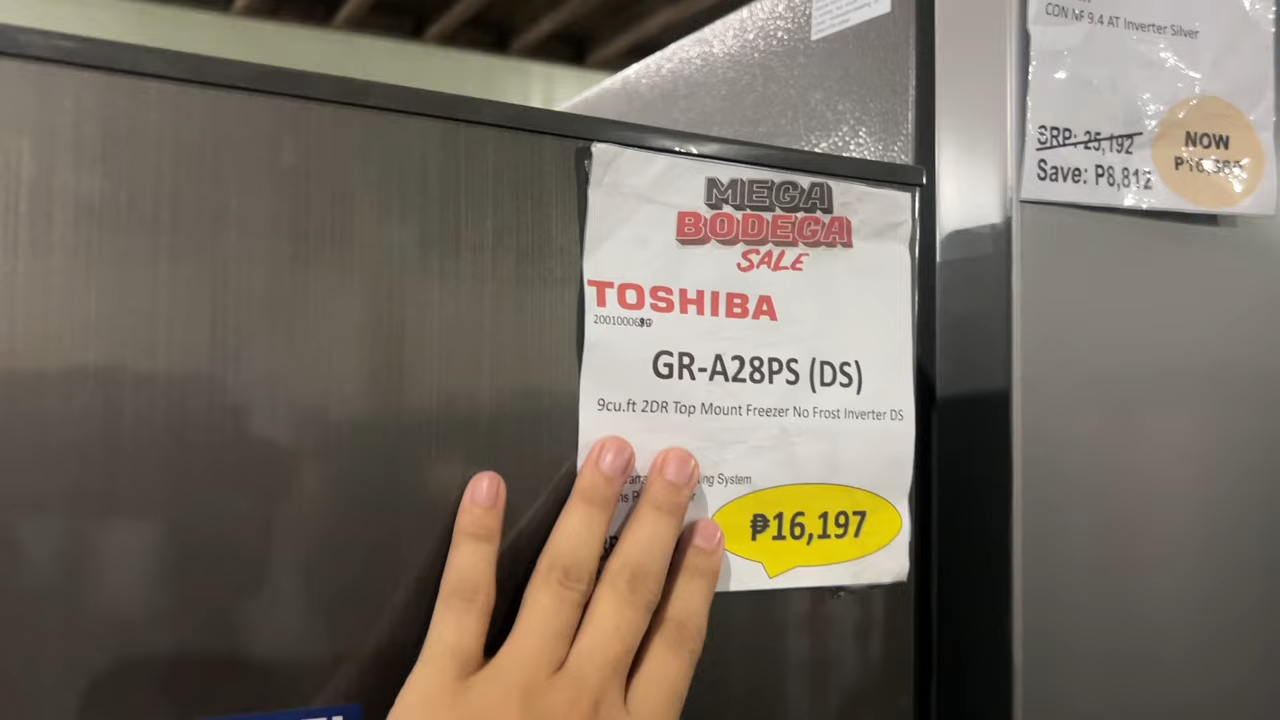 MEGA
BODEGA
SALE
TOSHIBA
GR-A28PS (DS)
9cu.ft 2DR Top Mount Freezer No Frost Inverter DS
System
₱16,197
CON NF 9.4 AT Inverter Silver
SRP: 25,192
Save: P8,812
NOW